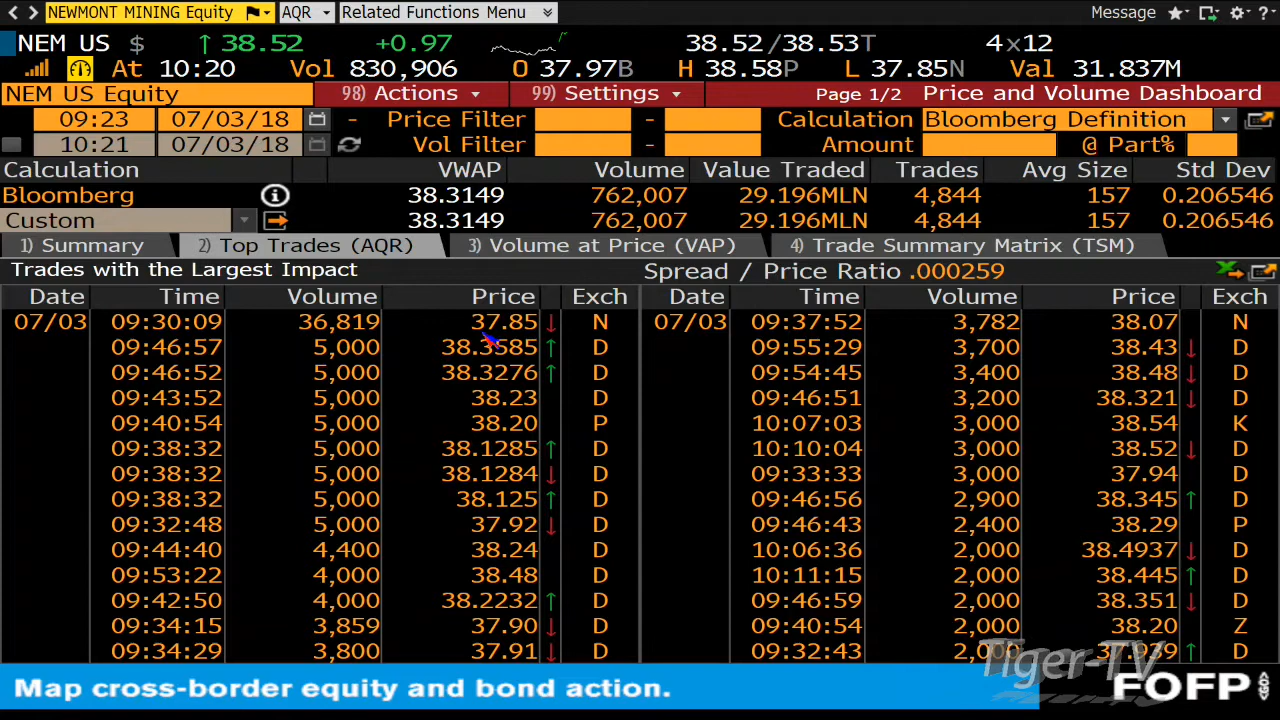 NEWMONT MINING Equity AQR Related Functions Menu Message
NEM US $ ↑ 38.52 +0.97 38.52/38.53T 4x12
At 10:20 Vol 830,906 O 37.97B H 38.58P L 37.85N Val 31.837M
NEM US Equity 98) Actions 99) Settings Page 1/2 Price and Volume Dashboard
09:23 07/03/18 - Price Filter - Calculation Bloomberg Definition
10:21 07/03/18 Vol Filter - Amount @ Part%
Calculation VWAP Volume Value Traded Trades Avg Size Std Dev
Bloomberg 38.3149 762,007 29.196MLN 4,844 157 0.206546
Custom 38.3149 762,007 29.196MLN 4,844 157 0.206546
1) Summary 2) Top Trades (AQR) 3) Volume at Price (VAP) 4) Trade Summary Matrix (TSM)
Trades with the Largest Impact Spread / Price Ratio .000259
Date Time Volume Price Exch Date Time Volume Price Exch
07/03 09:30:09 36,819 37.85 ↓ N 07/03 09:37:52 3,782 38.07 N
09:46:57 5,000 38.3585 ↑ D 09:55:29 3,700 38.43 ↓ D
09:46:52 5,000 38.3276 ↑ D 09:54:45 3,400 38.48 ↓ D
09:43:52 5,000 38.23 D 09:46:51 3,200 38.321 ↓ D
09:40:54 5,000 38.20 P 10:07:03 3,000 38.54 K
09:38:32 5,000 38.1285 ↑ D 10:10:04 3,000 38.52 ↓ D
09:38:32 5,000 38.1284 ↓ D 09:33:33 3,000 37.94 D
09:38:32 5,000 38.125 ↑ D 09:46:56 2,900 38.345 ↑ D
09:32:48 5,000 37.92 ↓ D 09:46:43 2,400 38.29 P
09:44:40 4,400 38.24 D 10:06:36 2,000 38.4937 ↓ D
09:53:22 4,000 38.48 D 10:11:15 2,000 38.445 ↑ D
09:42:50 4,000 38.2232 ↑ D 09:46:59 2,000 38.351 ↓ D
09:34:15 3,859 37.90 ↓ D 09:40:54 2,000 38.20 Z
09:34:29 3,800 37.91 ↓ D 09:32:43 2,000 37.939 ↑ D
Tiger-TV
Map cross-border equity and bond action. FOFP <GO>